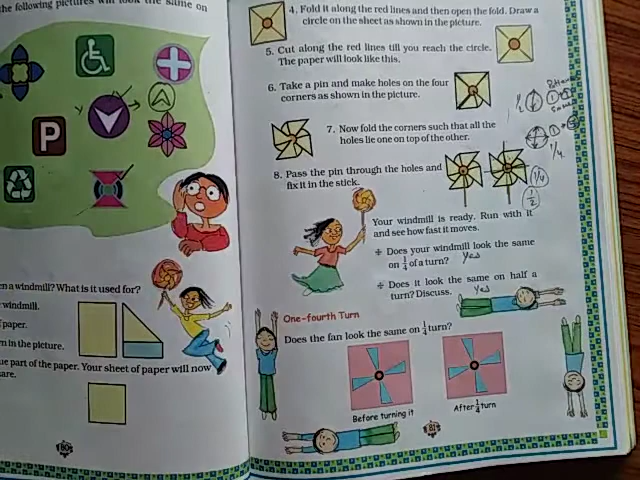 the following pictures will look the same on
P
n a windmill? What is it used for?
windmill.
paper.
n in the picture.
ue part of the paper. Your sheet of paper will now
are.
80
4. Fold it along the red lines and then open the fold. Draw a
circle on the sheet as shown in the picture.
5. Cut along the red lines till you reach the circle.
The paper will look like this.
6. Take a pin and make holes on the four
corners as shown in the picture.
7. Now fold the corners such that all the
holes lie one on top of the other.
8. Pass the pin through the holes and
fix it in the stick.
1/2
1/4
1/4
1/2
Your windmill is ready. Run with it
and see how fast it moves.
Does your windmill look the same
on 1/4 of a turn? Yes
Does it look the same on half a
turn? Discuss. Yes
One-fourth Turn
Does the fan look the same on 1/4 turn?
Before turning it
After 1/4 turn
81